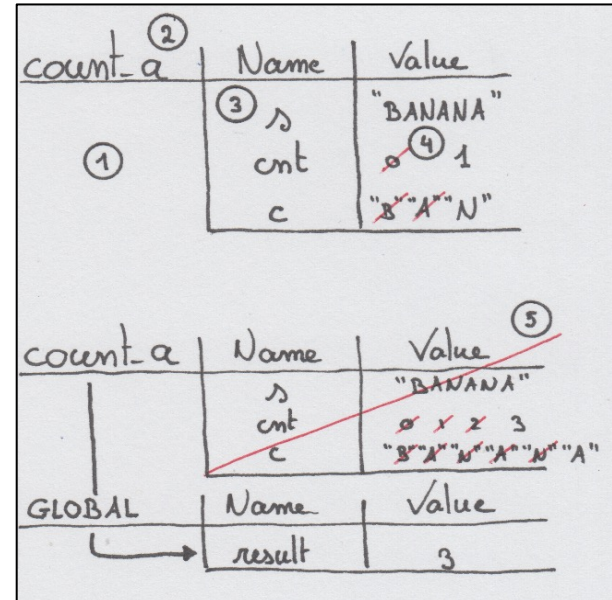 ②
count_a Name Value
③ s "BANANA"
① cnt 0 ④ 1
c "B" "A" "N"
⑤
count_a Name Value
s "BANANA"
cnt 0 1 2 3
c "B" "A" "N" "A" "N" "A"
GLOBAL Name Value
result 3